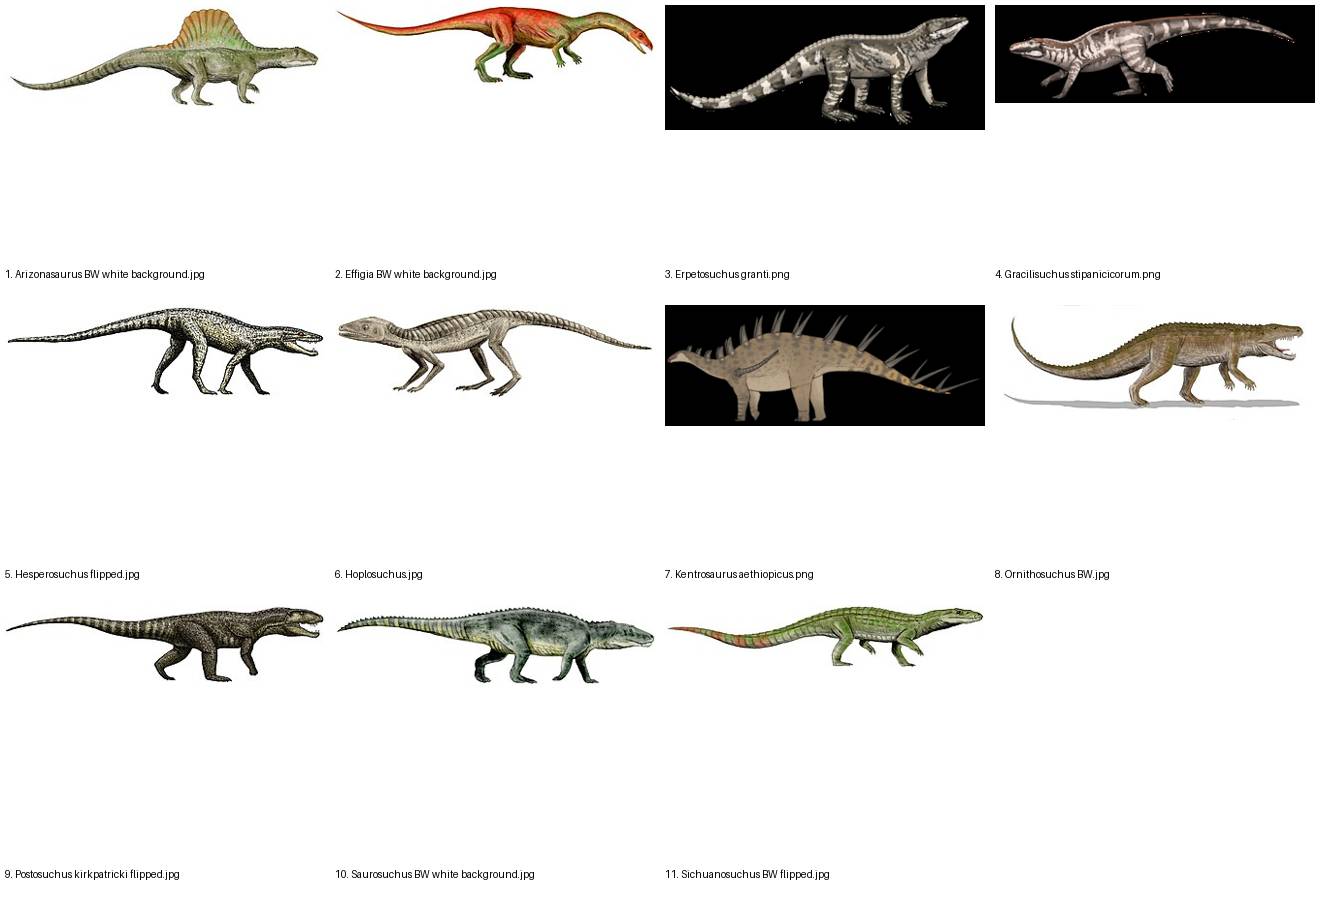 1. Arizonasaurus BW white background.jpg
2. Effigia BW white background.jpg
3. Erpetosuchus granti.png
4. Gracilisuchus stipanicicorum.png
5. Hesperosuchus flipped.jpg
6. Hoplosuchus.jpg
7. Kentrosaurus aethiopicus.png
8. Ornithosuchus BW.jpg
9. Postosuchus kirkpatricki flipped.jpg
10. Saurosuchus BW white background.jpg
11. Sichuanosuchus BW flipped.jpg